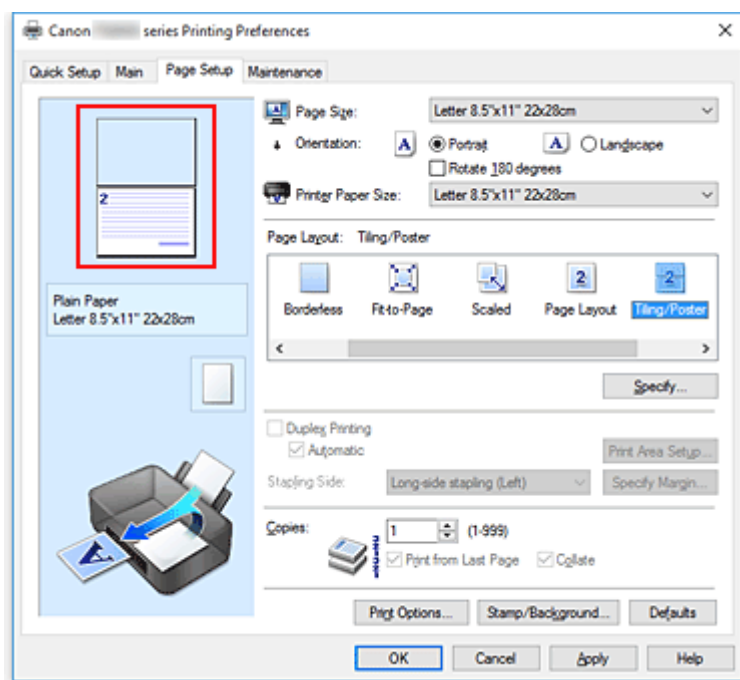 Canon series Printing Preferences
Quick Setup Main Page Setup Maintenance
Page Size: Letter 8.5"x11" 22x28cm
Orientation: A Portrait A Landscape
Rotate 180 degrees
Printer Paper Size: Letter 8.5"x11" 22x28cm
2
Page Layout: Tiling/Poster
2 2
Plain Paper
Letter 8.5"x11" 22x28cm
Borderless Fit-to-Page Scaled Page Layout Tiling/Poster
Specify...
Duplex Printing
Automatic Print Area Setup...
Stapling Side: Long-side stapling (Left) Specify Margin...
Copies: 1 (1-999)
Print from Last Page Collate
A
Print Options... Stamp/Background... Defaults
OK Cancel Apply Help